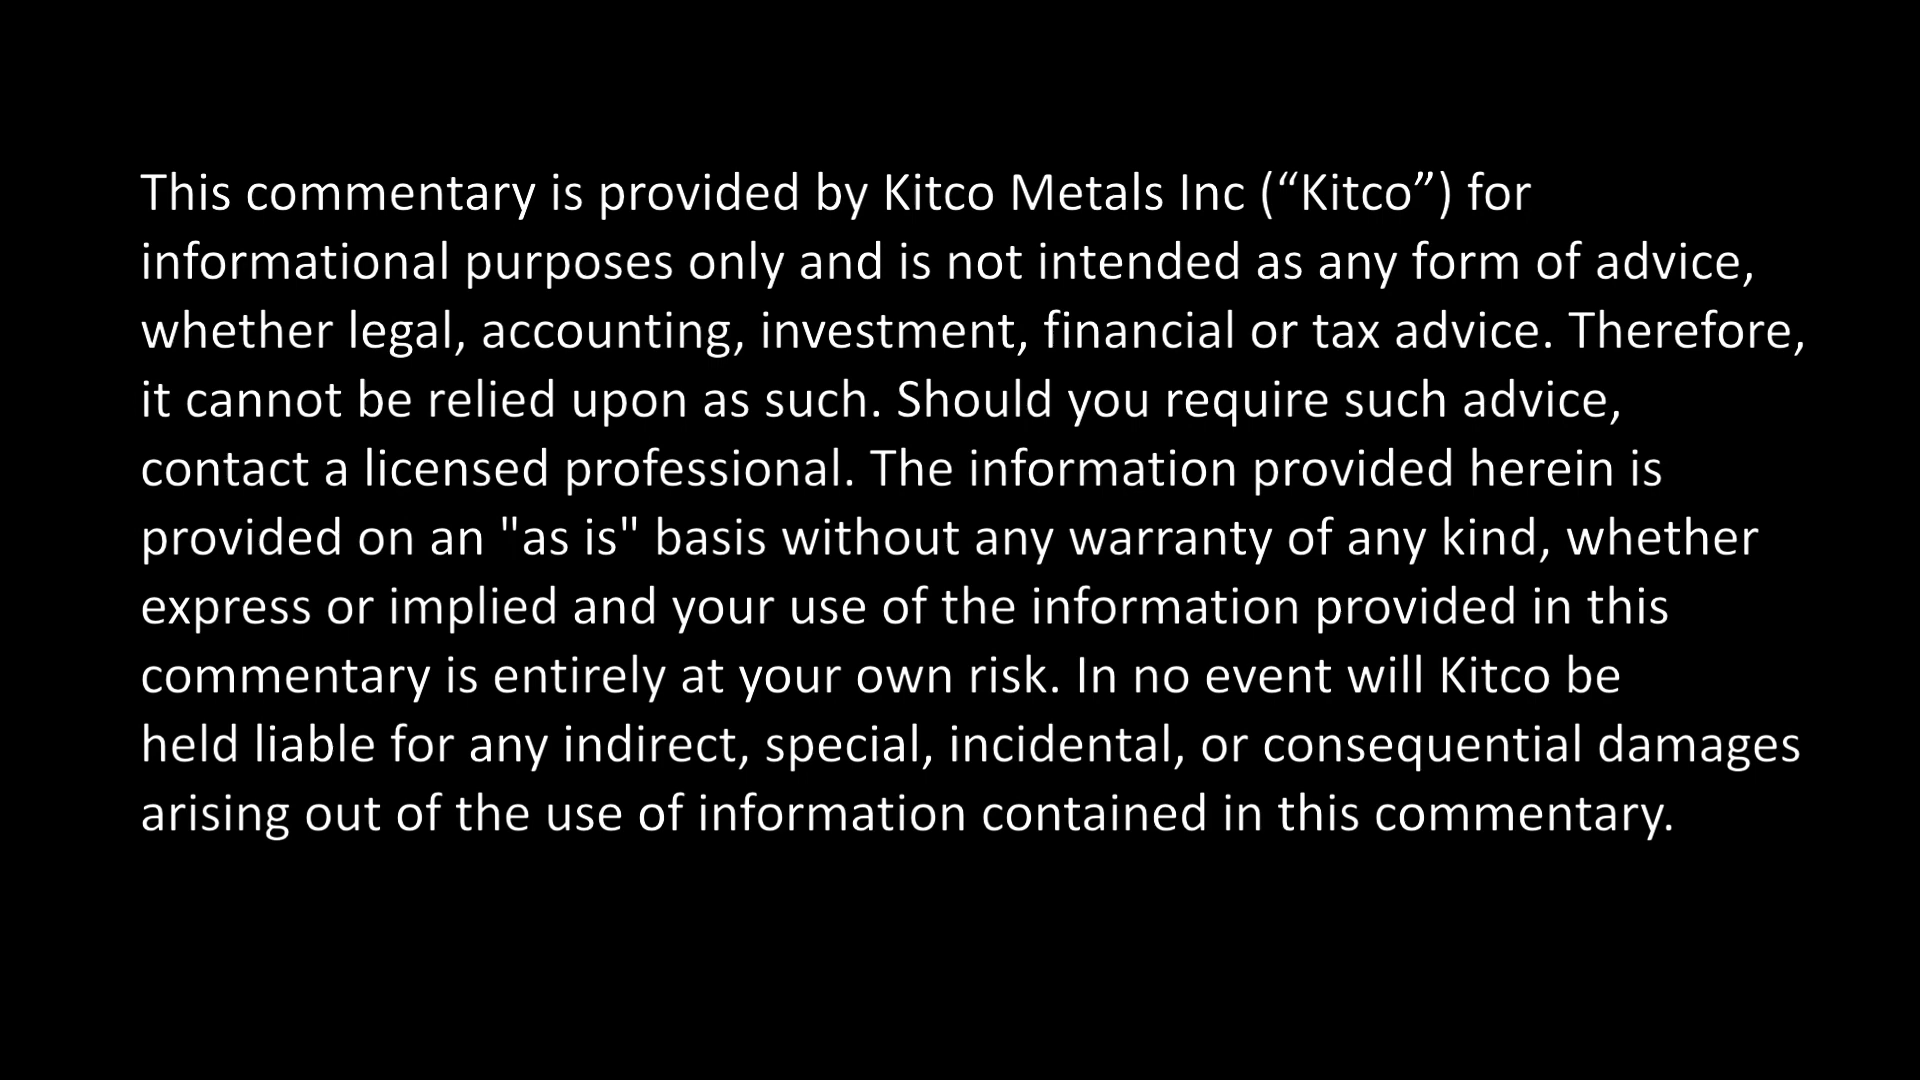 This commentary is provided by Kitco Metals Inc (“Kitco”) for
informational purposes only and is not intended as any form of advice,
whether legal, accounting, investment, financial or tax advice. Therefore,
it cannot be relied upon as such. Should you require such advice,
contact a licensed professional. The information provided herein is
provided on an "as is" basis without any warranty of any kind, whether
express or implied and your use of the information provided in this
commentary is entirely at your own risk. In no event will Kitco be
held liable for any indirect, special, incidental, or consequential damages
arising out of the use of information contained in this commentary.